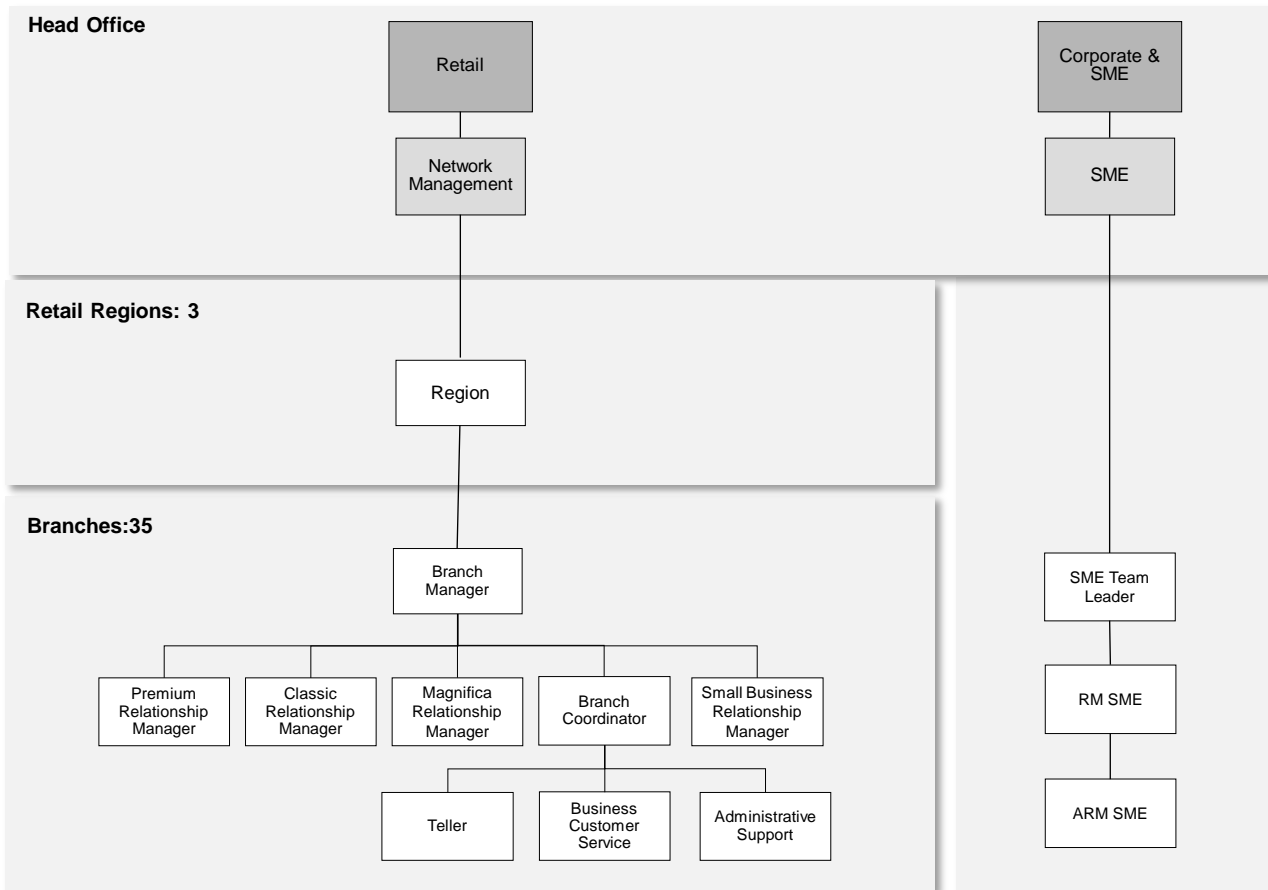 Head Office
Retail
Corporate &
SME
Network
Management
SME
Retail Regions: 3
Region
Branches:35
Branch
Manager
SME Team
Leader
Premium
Relationship
Manager
Classic
Relationship
Manager
Magnifica
Relationship
Manager
Branch
Coordinator
Small Business
Relationship
Manager
RM SME
Teller
Business
Customer
Service
Administrative
Support
ARM SME